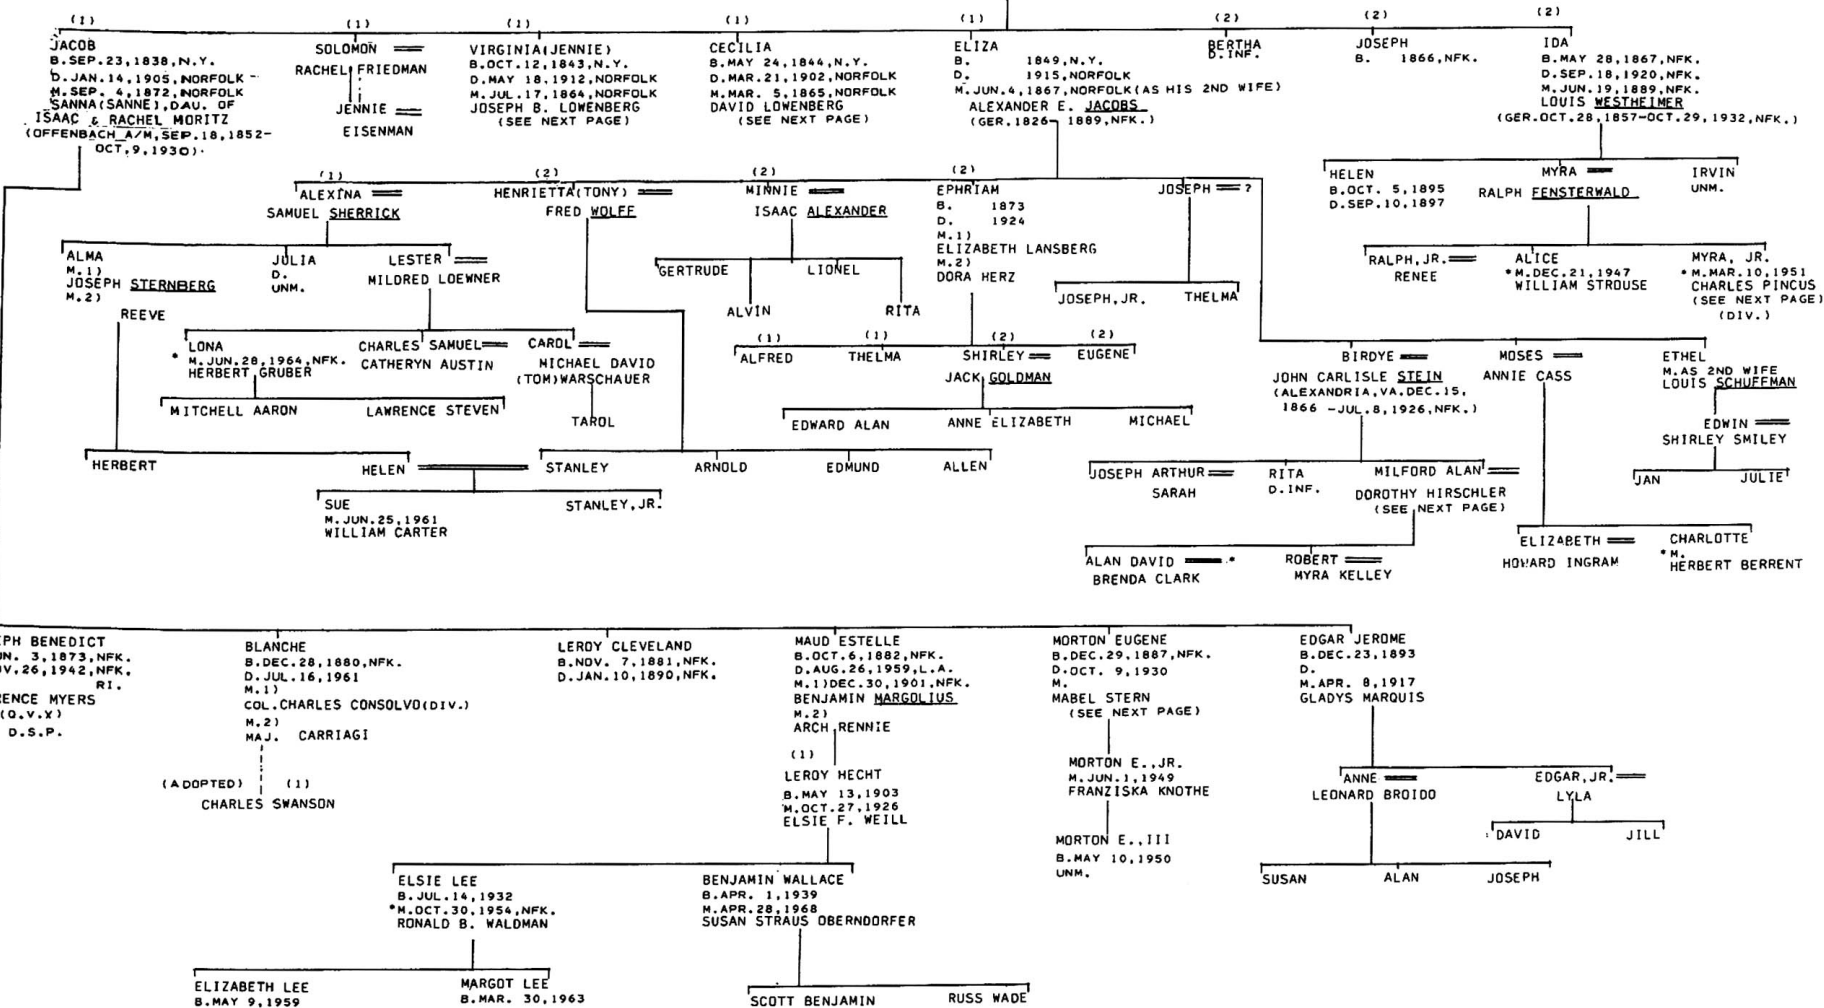 (1)
(1)
(1)
(1)
(1)
(2)
(2)
(2)
JACOB
B.SEP.23,1838,N.Y.
D.JAN.14,1905,NORFOLK
M.SEP. 4,1872,NORFOLK
SANNA(SANNE),DAU. OF
ISAAC & RACHEL MORITZ
(OFFENBACH A/M,SEP.18,1852-
OCT.9,1930)
SOLOMON
RACHEL FRIEDMAN
JENNIE
EISENMAN
VIRGINIA(JENNIE)
B.OCT.12,1843,N.Y.
D.MAY 18,1912,NORFOLK
M.JUL.17,1864,NORFOLK
JOSEPH B. LOWENBERG
(SEE NEXT PAGE)
CECILIA
B.MAY 24,1844,N.Y.
D.MAR.21,1902,NORFOLK
M.MAR. 5,1865,NORFOLK
DAVID LOWENBERG
(SEE NEXT PAGE)
ELIZA
B. 1849,N.Y.
D. 1915,NORFOLK
M.JUN.4,1867,NORFOLK(AS HIS 2ND WIFE)
ALEXANDER E. JACOBS
(GER.1826- 1889,NFK.)
BERTHA
D.INF.
JOSEPH
B. 1866,NFK.
IDA
B.MAY 28,1867,NFK.
D.SEP.18,1920,NFK.
M.JUN.19,1889,NFK.
LOUIS WESTHEIMER
(GER.OCT.28,1857-OCT.29,1932,NFK.)
(1)
ALEXINA
SAMUEL SHERRICK
(2)
HENRIETTA(TONY)
FRED WOLFF
(2)
MINNIE
ISAAC ALEXANDER
(2)
EPHRIAM
B. 1873
D. 1924
M.1)
ELIZABETH LANSBERG
M.2)
DORA HERZ
JOSEPH ?
HELEN
B.OCT. 5,1895
D.SEP.10,1897
MYRA
RALPH FENSTERWALD
IRVIN
UNM.
ALMA
M.1)
JOSEPH STERNBERG
M.2)
REEVE
JULIA
D.
UNM.
LESTER
MILDRED LOEWNER
GERTRUDE
ALVIN
LIONEL
RITA
JOSEPH,JR.
THELMA
RALPH,JR.
RENEE
ALICE
*M.DEC.21,1947
WILLIAM STROUSE
MYRA, JR.
*M.MAR.10,1951
CHARLES PINCUS
(SEE NEXT PAGE)
(DIV.)
LONA
*M.JUN.28,1964,NFK.
HERBERT GRUBER
CHARLES SAMUEL
CATHERYN AUSTIN
CAROL
MICHAEL DAVID
(TOM)WARSCHAUER
(1)
ALFRED
(1)
THELMA
(2)
SHIRLEY
JACK GOLDMAN
(2)
EUGENE
BIRDYE
JOHN CARLISLE STEIN
(ALEXANDRIA,VA.DEC.15,
1866 -JUL.8,1926,NFK.)
MOSES
ANNIE CASS
ETHEL
M.AS 2ND WIFE
LOUIS SCHUFFMAN
MITCHELL AARON
LAWRENCE STEVEN
TAROL
EDWARD ALAN
ANNE ELIZABETH
MICHAEL
EDWIN
SHIRLEY SMILEY
HERBERT
HELEN
STANLEY
ARNOLD
EDMUND
ALLEN
JOSEPH ARTHUR
SARAH
RITA
D.INF.
MILFORD ALAN
DOROTHY HIRSCHLER
(SEE NEXT PAGE)
JAN
JULIE
SUE
M.JUN.25,1961
WILLIAM CARTER
STANLEY,JR.
ALAN DAVID *
BRENDA CLARK
ROBERT
MYRA KELLEY
ELIZABETH
HOWARD INGRAM
CHARLOTTE
*M.
HERBERT BERRENT
PH BENEDICT
UN. 3,1873,NFK.
V.26,1942,NFK.
RI.
ENCE MYERS
(Q.V.X)
D.S.P.
BLANCHE
B.DEC.28,1880,NFK.
D.JUL.16,1961
M.1)
COL.CHARLES CONSOLVO(DIV.)
M.2)
MAJ. CARRIAGI
(ADOPTED) (1)
CHARLES SWANSON
LEROY CLEVELAND
B.NOV. 7,1881,NFK.
D.JAN.10,1890,NFK.
MAUD ESTELLE
B.OCT.6,1882,NFK.
D.AUG.26,1959,L.A.
M.1)DEC.30,1901,NFK.
BENJAMIN MARGOLIUS
M.2)
ARCH RENNIE
(1)
LEROY HECHT
B.MAY 13,1903
M.OCT.27,1926
ELSIE F. WEILL
MORTON EUGENE
B.DEC.29,1887,NFK.
D.OCT. 9,1930
M.
MABEL STERN
(SEE NEXT PAGE)
MORTON E.,JR.
M.JUN.1,1949
FRANZISKA KNOTHE
MORTON E.,III
B.MAY 10,1950
UNM.
EDGAR JEROME
B.DEC.23,1893
D.
M.APR. 8,1917
GLADYS MARQUIS
ANNE
LEONARD BROIDO
EDGAR,JR.
LYLA
DAVID
JILL
SUSAN
ALAN
JOSEPH
ELSIE LEE
B.JUL.14,1932
*M.OCT.30,1954,NFK.
RONALD B. WALDMAN
BENJAMIN WALLACE
B.APR. 1,1939
M.APR.28,1968
SUSAN STRAUS OBERNDORFER
ELIZABETH LEE
B.MAY 9,1959
MARGOT LEE
B.MAR. 30,1963
SCOTT BENJAMIN
RUSS WADE